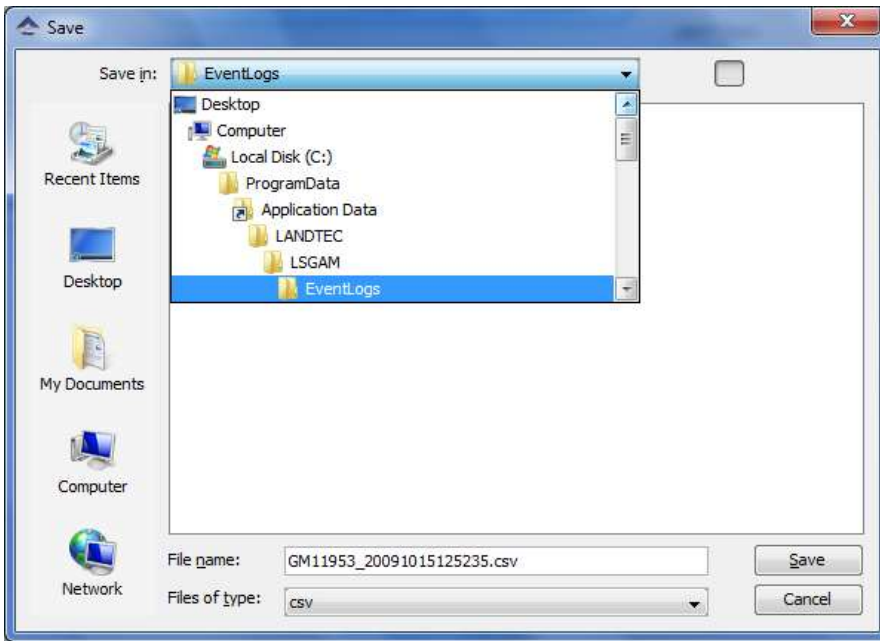 Save
Save in: EventLogs
Desktop
Computer
Local Disk (C:)
ProgramData
Application Data
LANDTEC
LSGAM
EventLogs
Recent Items
Desktop
My Documents
Computer
Network
File name: GM11953_20091015125235.csv Save
Files of type: csv Cancel